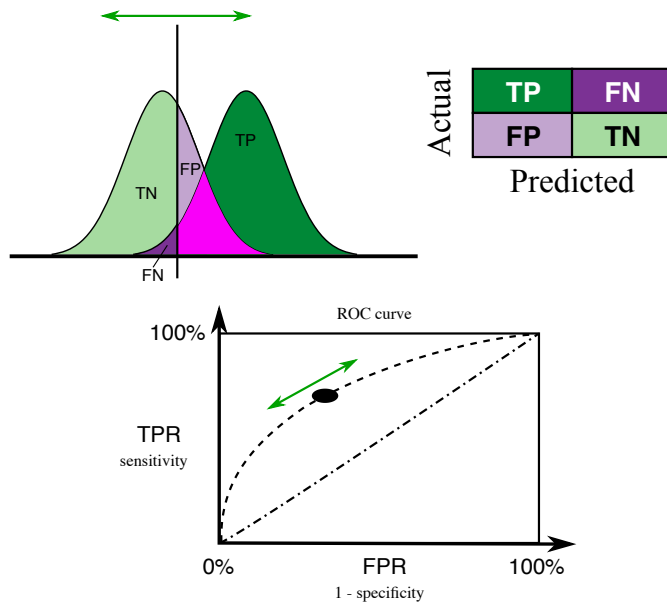 TN
FP
TP
FN
Actual
TP FN
FP TN
Predicted
ROC curve
100%
TPR
sensitivity
0% FPR 100%
1 - specificity